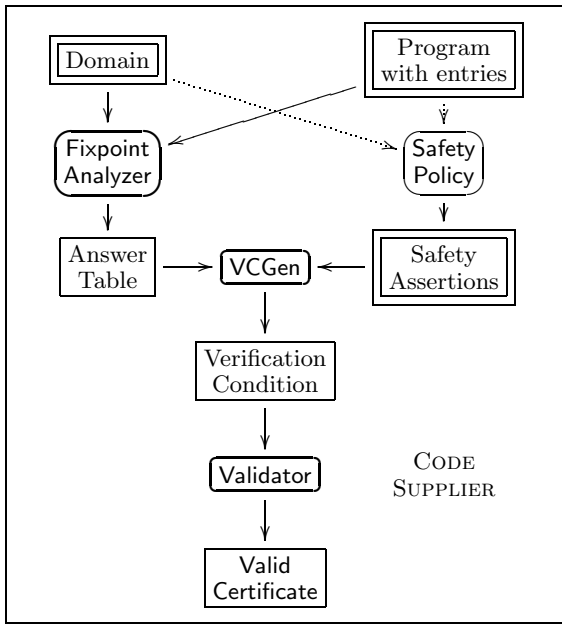 Domain
Program
with entries
Fixpoint
Analyzer
Safety
Policy
Answer
Table
VCGen
Safety
Assertions
Verification
Condition
Validator
CODE
SUPPLIER
Valid
Certificate